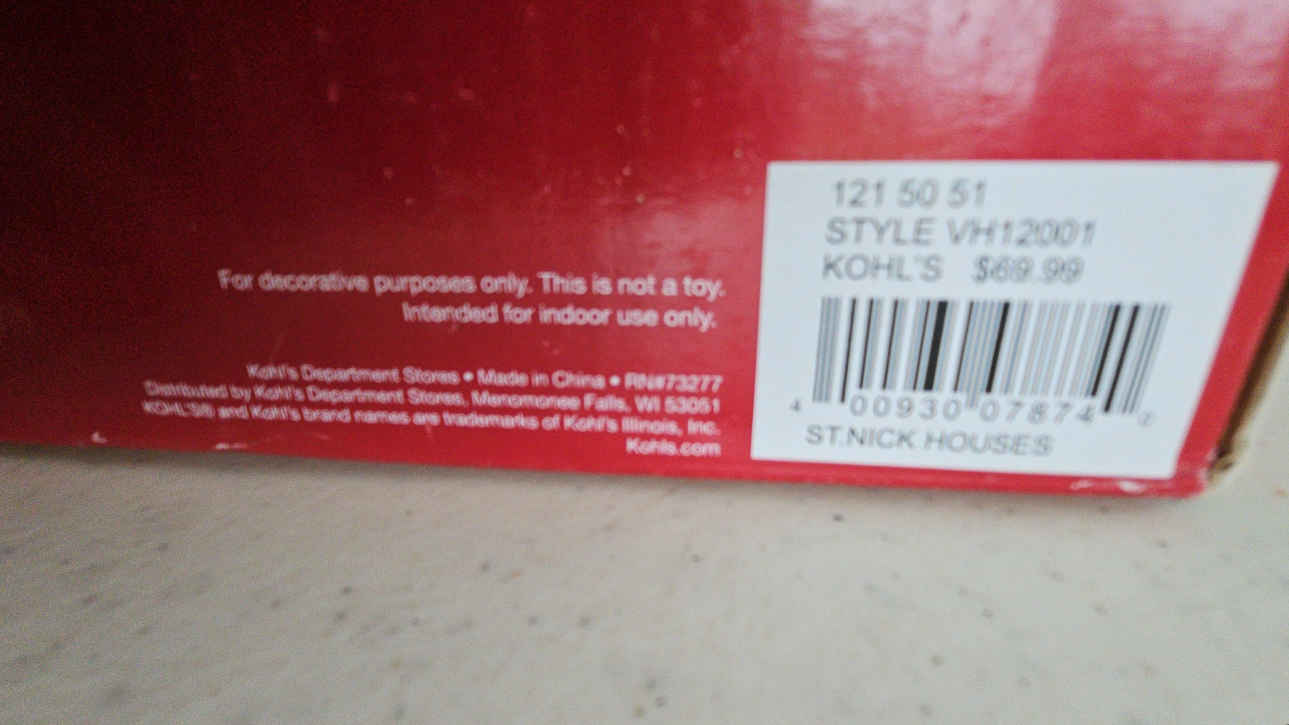 For decorative purposes only. This is not a toy.
Intended for indoor use only.
Kohl's Department Stores • Made in China • RN#73277
Distributed by Kohl's Department Stores, Menomonee Falls, WI 53051
KOHL'S® and Kohl's brand names are trademarks of Kohl's Illinois, Inc.
Kohls.com
121 50 51
STYLE VH12001
KOHL'S $69.99
4 00930 07874
ST.NICK HOUSES